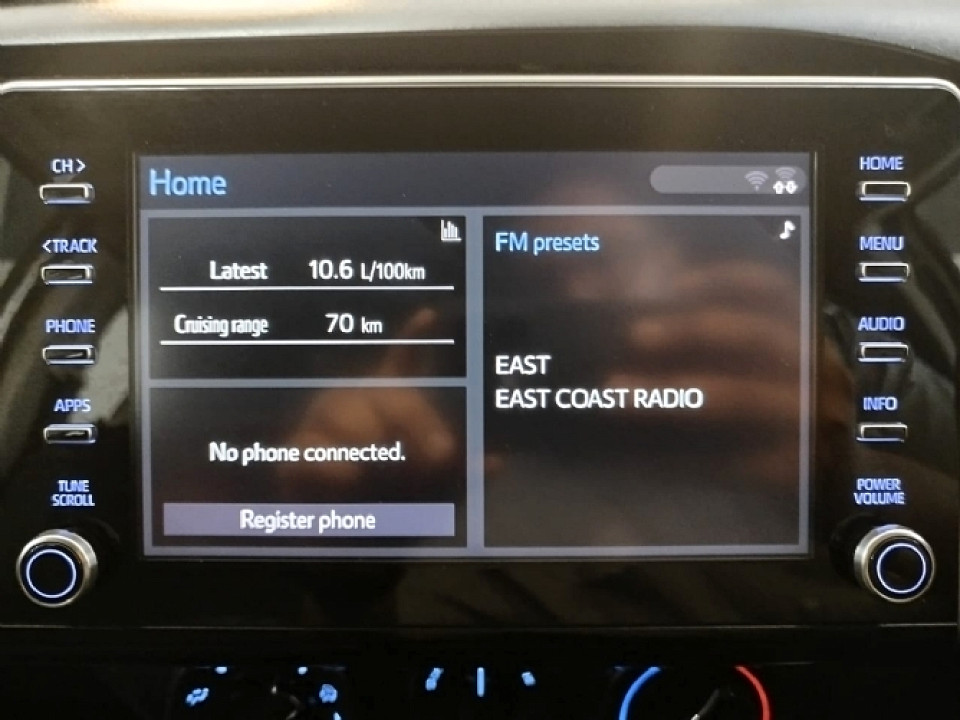 CH>
<TRACK
PHONE
APPS
TUNE
SCROLL
Home
Latest 10.6 L/100km
Cruising range 70 km
No phone connected.
Register phone
FM presets
EAST
EAST COAST RADIO
HOME
MENU
AUDIO
INFO
POWER
VOLUME